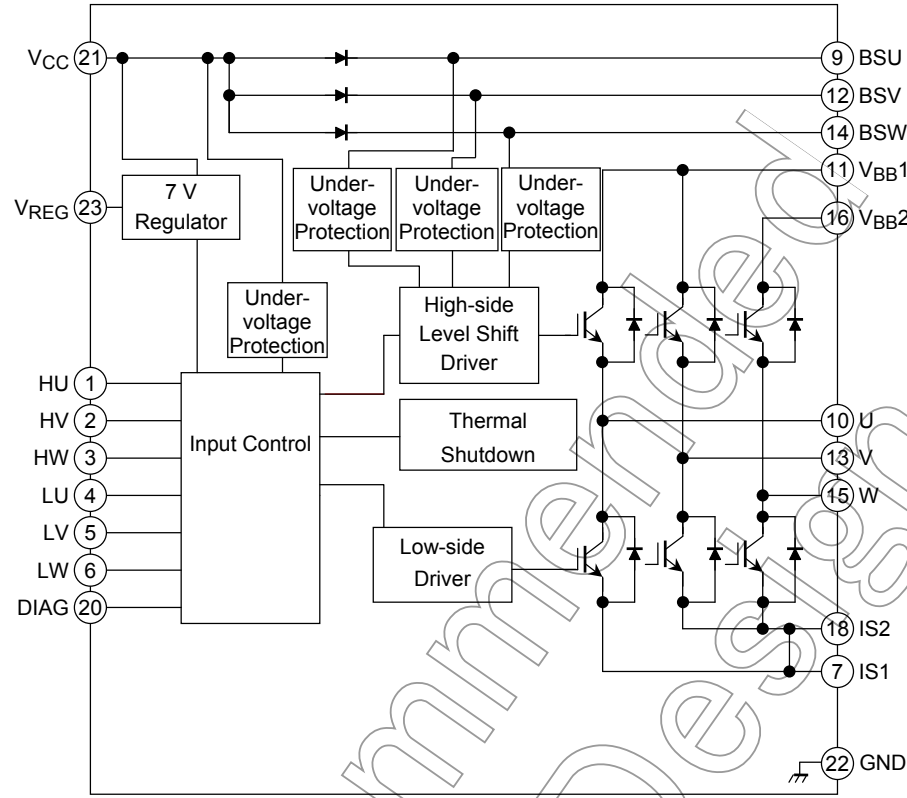 VCC 21
9 BSU
12 BSV
14 BSW
11 VBB1
16 VBB2
VREG 23
7 V
Regulator
Under-
voltage
Protection
Under-
voltage
Protection
Under-
voltage
Protection
Under-
voltage
Protection
High-side
Level Shift
Driver
HU 1
HV 2
HW 3
LU 4
LV 5
LW 6
DIAG 20
Input Control
Thermal
Shutdown
Low-side
Driver
10 U
13 V
15 W
18 IS2
7 IS1
22 GND
mmended
Design